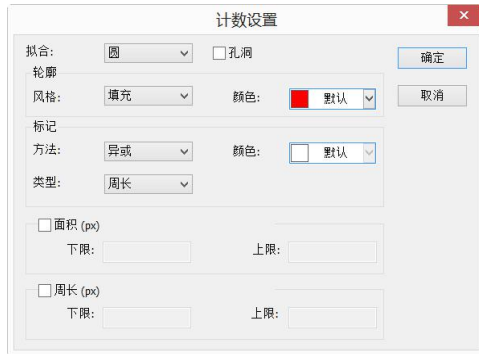 计数设置
拟合: 圆 孔洞 确定
轮廓
风格: 填充 颜色: 默认 取消
标记
方法: 异或 颜色: 默认
类型: 周长
面积 (px)
下限: 上限:
周长 (px)
下限: 上限: